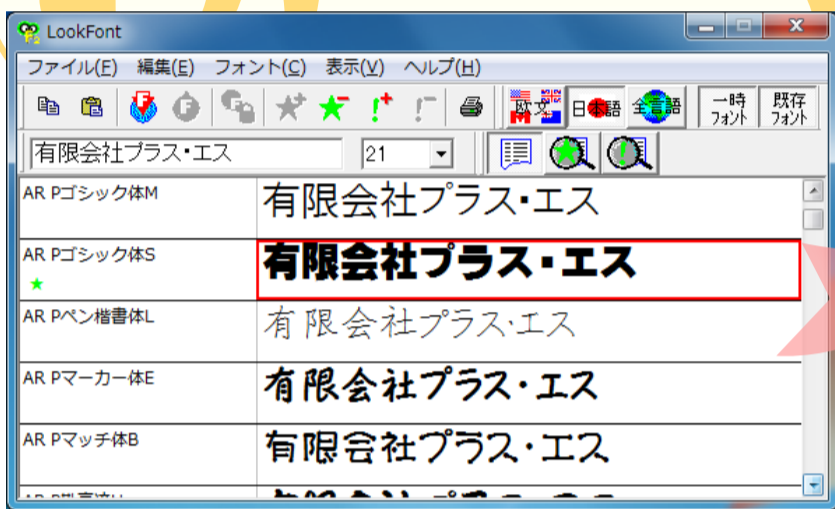 LookFont
ファイル(F) 編集(E) フォント(C) 表示(V) ヘルプ(H)
欧文 日本語 全言語 一時フォント 既存フォント
有限会社プラス・エス 21
AR Pゴシック体M 有限会社プラス・エス
AR Pゴシック体S 有限会社プラス・エス
AR Pペン楷書体L 有限会社プラス・エス
AR Pマーカー体E 有限会社プラス・エス
AR Pマッチ体B 有限会社プラス・エス